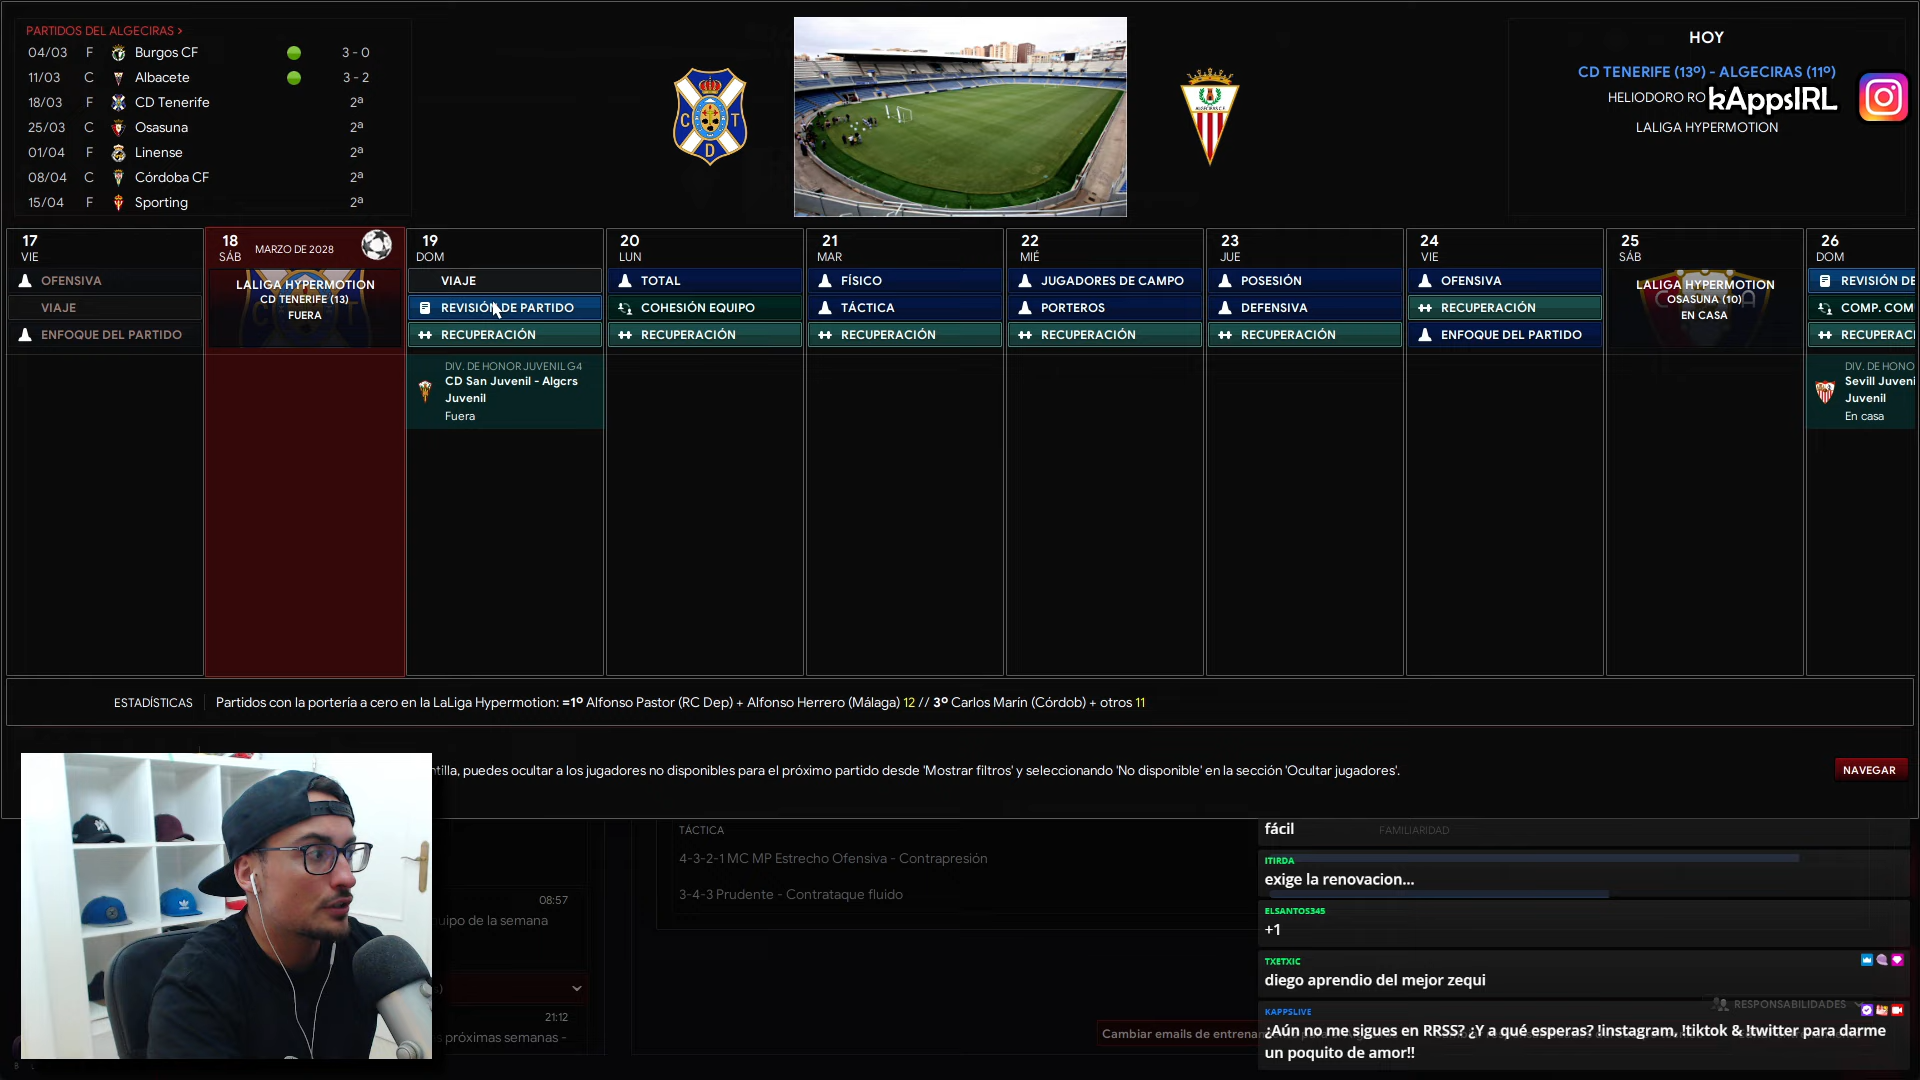 PARTIDOS DEL ALGECIRAS >
04/03 F Burgos CF 3 - 0
11/03 C Albacete 3 - 2
18/03 F CD Tenerife 2ª
25/03 C Osasuna 2ª
01/04 F Linense 2ª
08/04 C Córdoba CF 2ª
15/04 F Sporting 2ª
HOY
CD TENERIFE (13º) - ALGECIRAS (11º)
HELIODORO RO
kAppsIRL
LALIGA HYPERMOTION
17
VIE
OFENSIVA
VIAJE
ENFOQUE DEL PARTIDO
18
SÁB
MARZO DE 2028
LALIGA HYPERMOTION
CD TENERIFE (13)
FUERA
19
DOM
VIAJE
REVISIÓN DE PARTIDO
RECUPERACIÓN
DIV. DE HONOR JUVENIL G4
CD San Juvenil - Algcrs
Juvenil
Fuera
20
LUN
TOTAL
COHESIÓN EQUIPO
RECUPERACIÓN
21
MAR
FÍSICO
TÁCTICA
RECUPERACIÓN
22
MIÉ
JUGADORES DE CAMPO
PORTEROS
RECUPERACIÓN
23
JUE
POSESIÓN
DEFENSIVA
RECUPERACIÓN
24
VIE
OFENSIVA
RECUPERACIÓN
ENFOQUE DEL PARTIDO
25
SÁB
LALIGA HYPERMOTION
OSASUNA (10)
EN CASA
26
DOM
REVISIÓN DE
COMP. COM
RECUPERAC
DIV. DE HONO
Sevill Juveni
Juvenil
En casa
ESTADÍSTICAS
Partidos con la portería a cero en la LaLiga Hypermotion: =1º Alfonso Pastor (RC Dep) + Alfonso Herrero (Málaga) 12 // 3º Carlos Marín (Córdob) + otros 11
ntilla, puedes ocultar a los jugadores no disponibles para el próximo partido desde 'Mostrar filtros' y seleccionando 'No disponible' en la sección 'Ocultar jugadores'.
NAVEGAR
TÁCTICA
FAMILIARIDAD
4-3-2-1 MC MP Estrecho Ofensiva - Contrapresión
3-4-3 Prudente - Contrataque fluido
08:57
uipo de la semana
21:12
s próximas semanas -
Cambiar emails de entrena
RESPONSABILIDADES
fácil
ITIRDA
exige la renovacion...
ELSANTOS345
+1
TXETXIC
diego aprendio del mejor zequi
KAPPSLIVE
¿Aún no me sigues en RRSS? ¿Y a qué esperas? !instagram, !tiktok & !twitter para darme
un poquito de amor!!